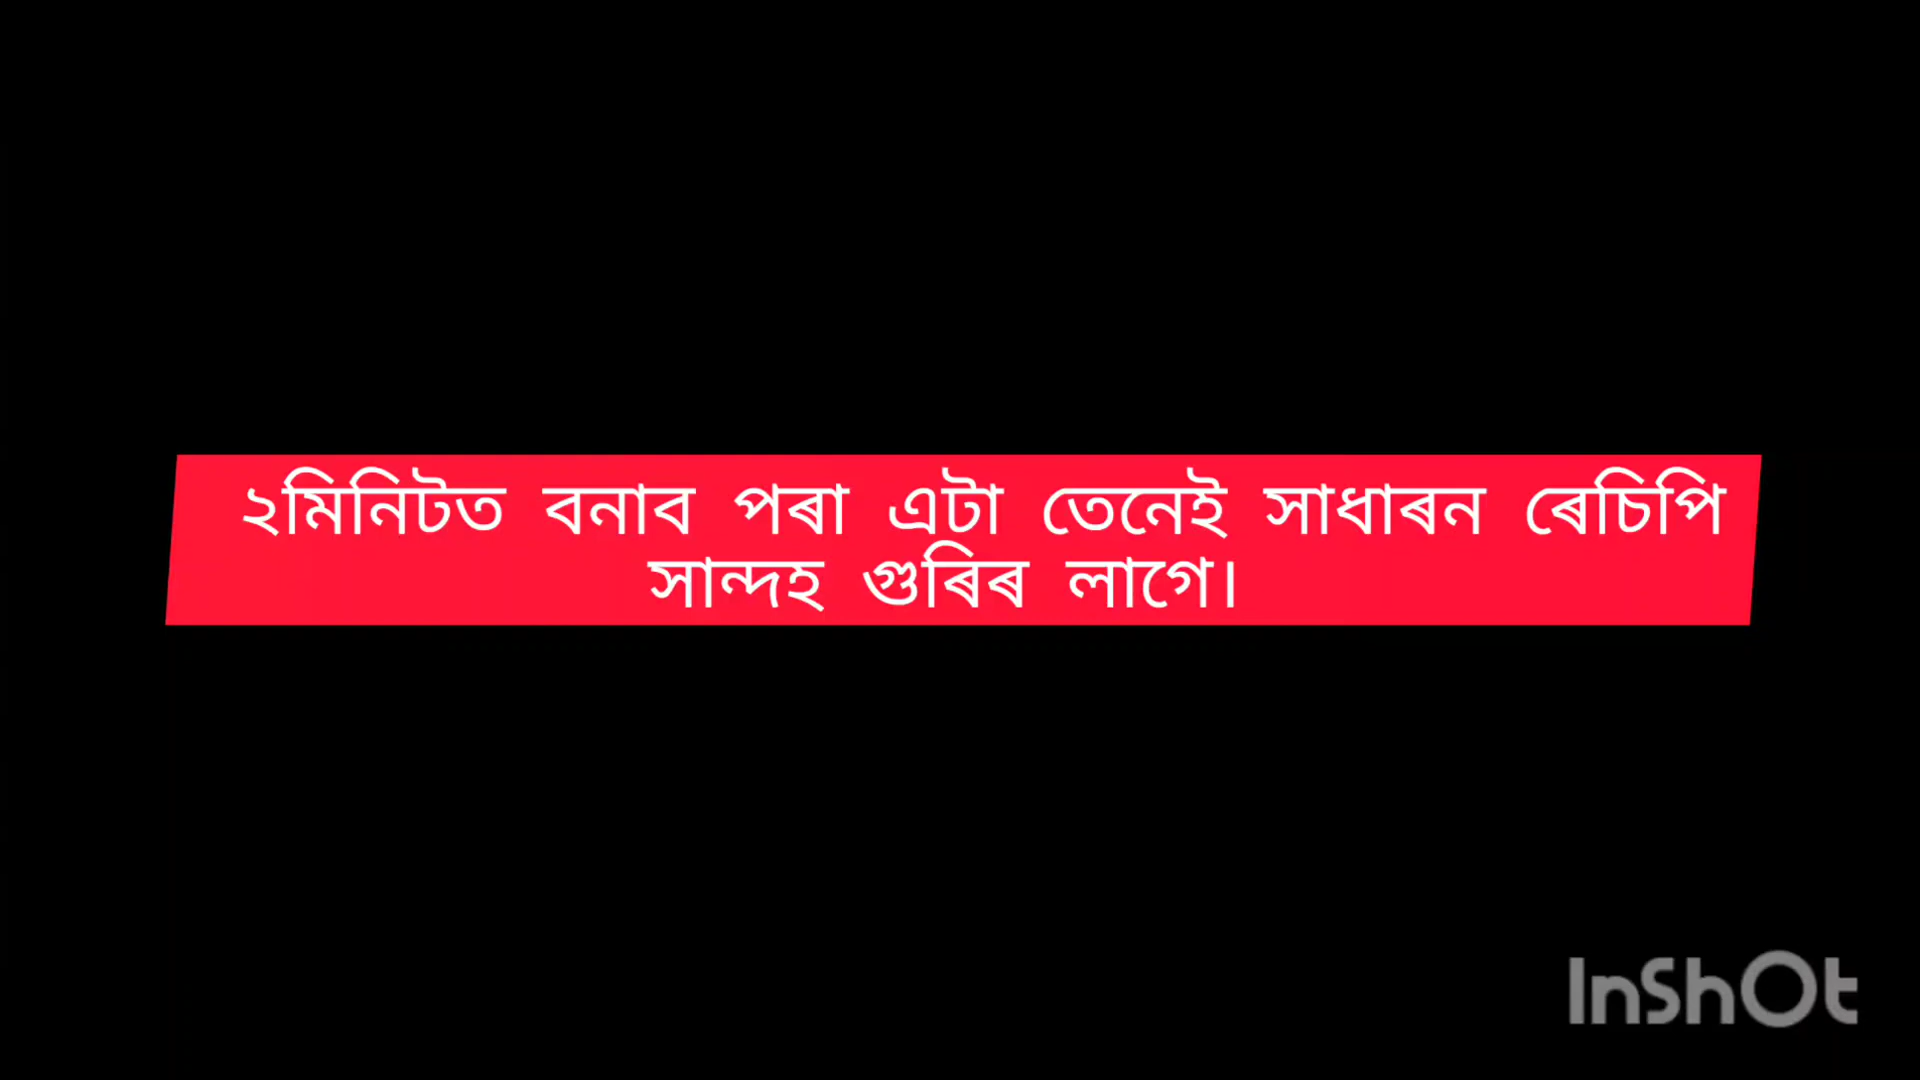 ২মিনিটত বনাব পৰা এটা তেনেই সাধাৰন ৰেচিপি
সান্দহ গুৰিৰ লাগে।
InShOt